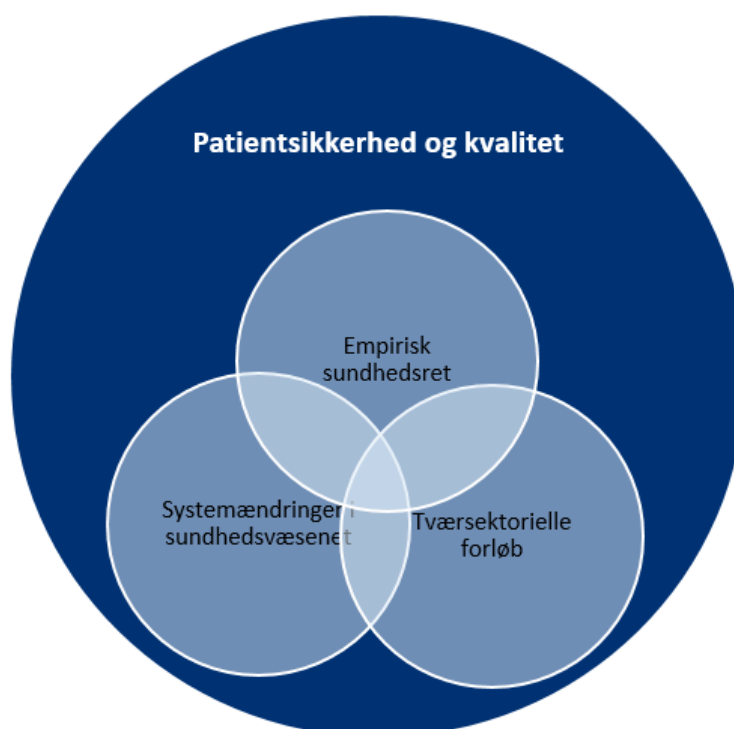 Patientsikkerhed og kvalitet
Empirisk
sundhedsret
Systemændringer i
sundhedsvæsenet
Tværsektorielle
forløb